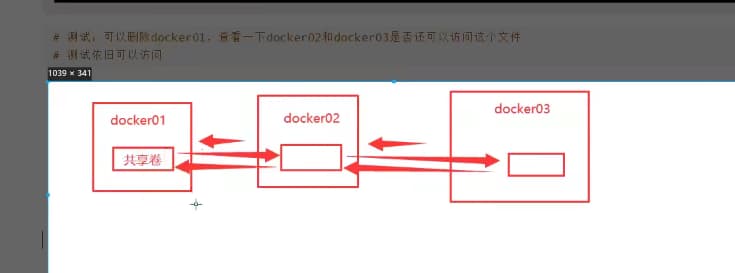 # 测试：可以删除docker01，查看一下docker02和docker03是否还可以访问这个文件
# 测试依旧可以访问
1039 × 341
docker01
docker02
docker03
共享卷